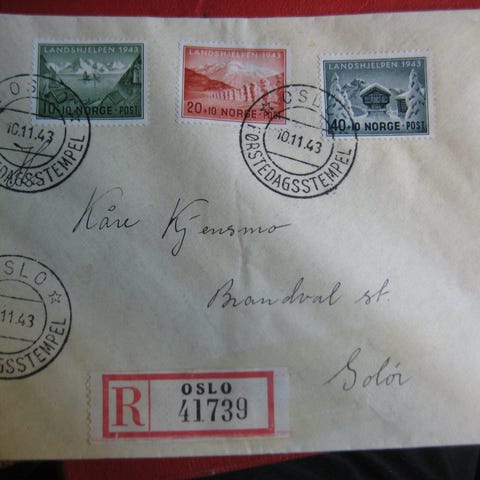 LANDSHJELPEN 1943
10+10 NORGE POST
LANDSHJELPEN 1943
20+10 NORGE POST
LANDSHJELPEN 1943
40+10 NORGE POST
OSLO
10.11.43
FØRSTEDAGSSTEMPEL
OSLO
10.11.43
FØRSTEDAGSSTEMPEL
Kåre Kjensmo
Brandval st.
Solør
OSLO
11.43
DAGSSTEMPEL
R OSLO
41739